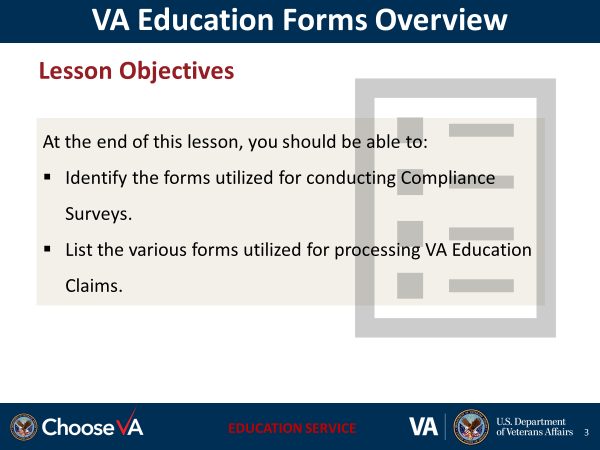 VA Education Forms Overview
Lesson Objectives
At the end of this lesson, you should be able to:
▪ Identify the forms utilized for conducting Compliance
Surveys.
▪ List the various forms utilized for processing VA Education
Claims.
ChooseVA
EDUCATION SERVICE
VA
U.S. Department
of Veterans Affairs
3